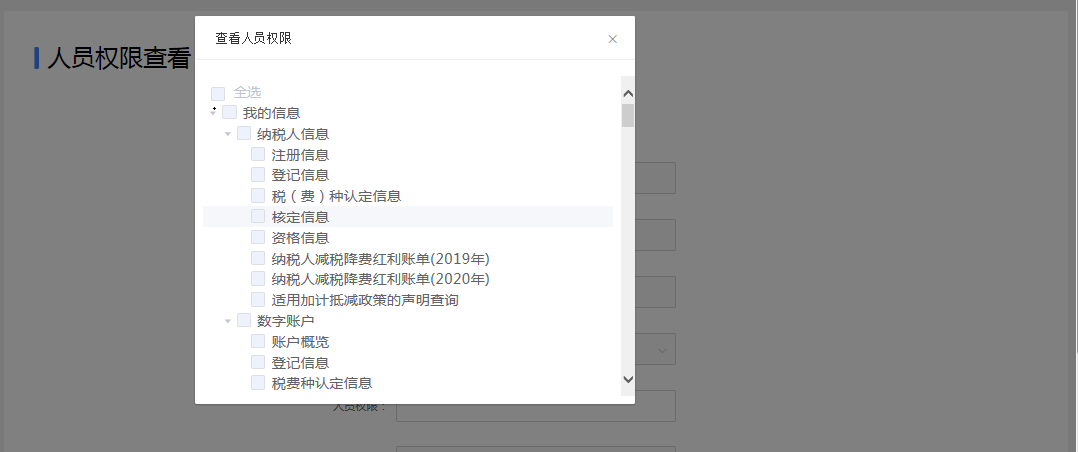 查看人员权限
人员权限查看
全选
我的信息
纳税人信息
注册信息
登记信息
税（费）种认定信息
核定信息
资格信息
纳税人减税降费红利账单(2019年)
纳税人减税降费红利账单(2020年)
适用加计抵减政策的声明查询
数字账户
账户概览
登记信息
税费种认定信息
人员权限：